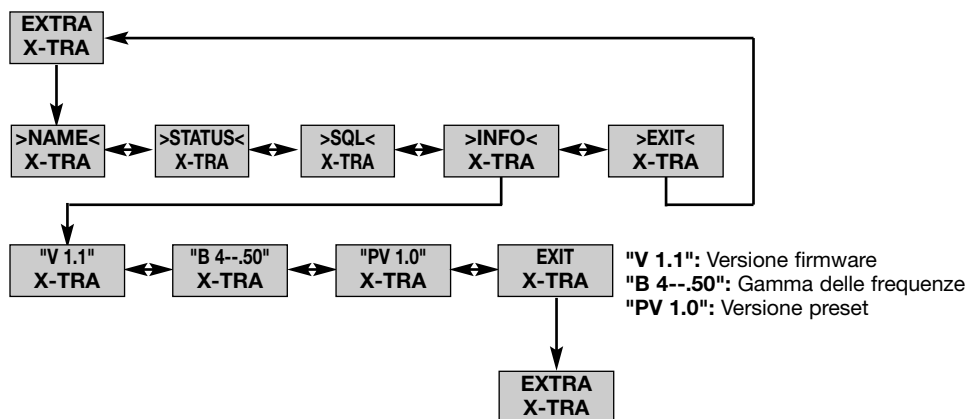 EXTRA
X-TRA
>NAME<
X-TRA
>STATUS<
X-TRA
>SQL<
X-TRA
>INFO<
X-TRA
>EXIT<
X-TRA
"V 1.1"
X-TRA
"B 4--.50"
X-TRA
"PV 1.0"
X-TRA
EXIT
X-TRA
"V 1.1": Versione firmware
"B 4--.50": Gamma delle frequenze
"PV 1.0": Versione preset
EXTRA
X-TRA